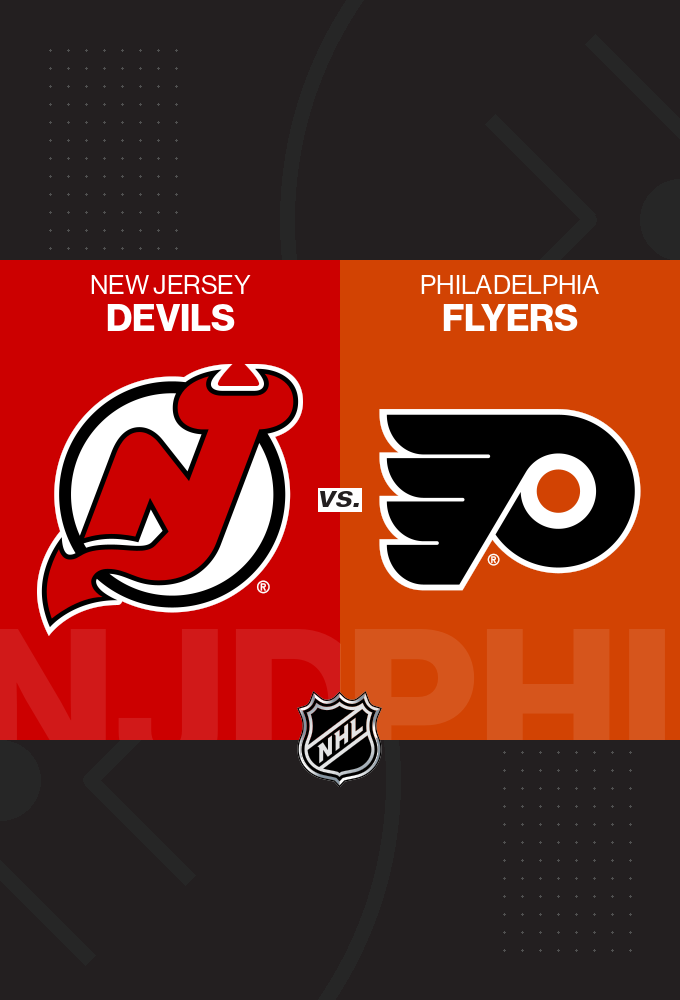 NEW JERSEY
DEVILS
PHILADELPHIA
FLYERS
vs.
®
®
NJD
PHI
NHL